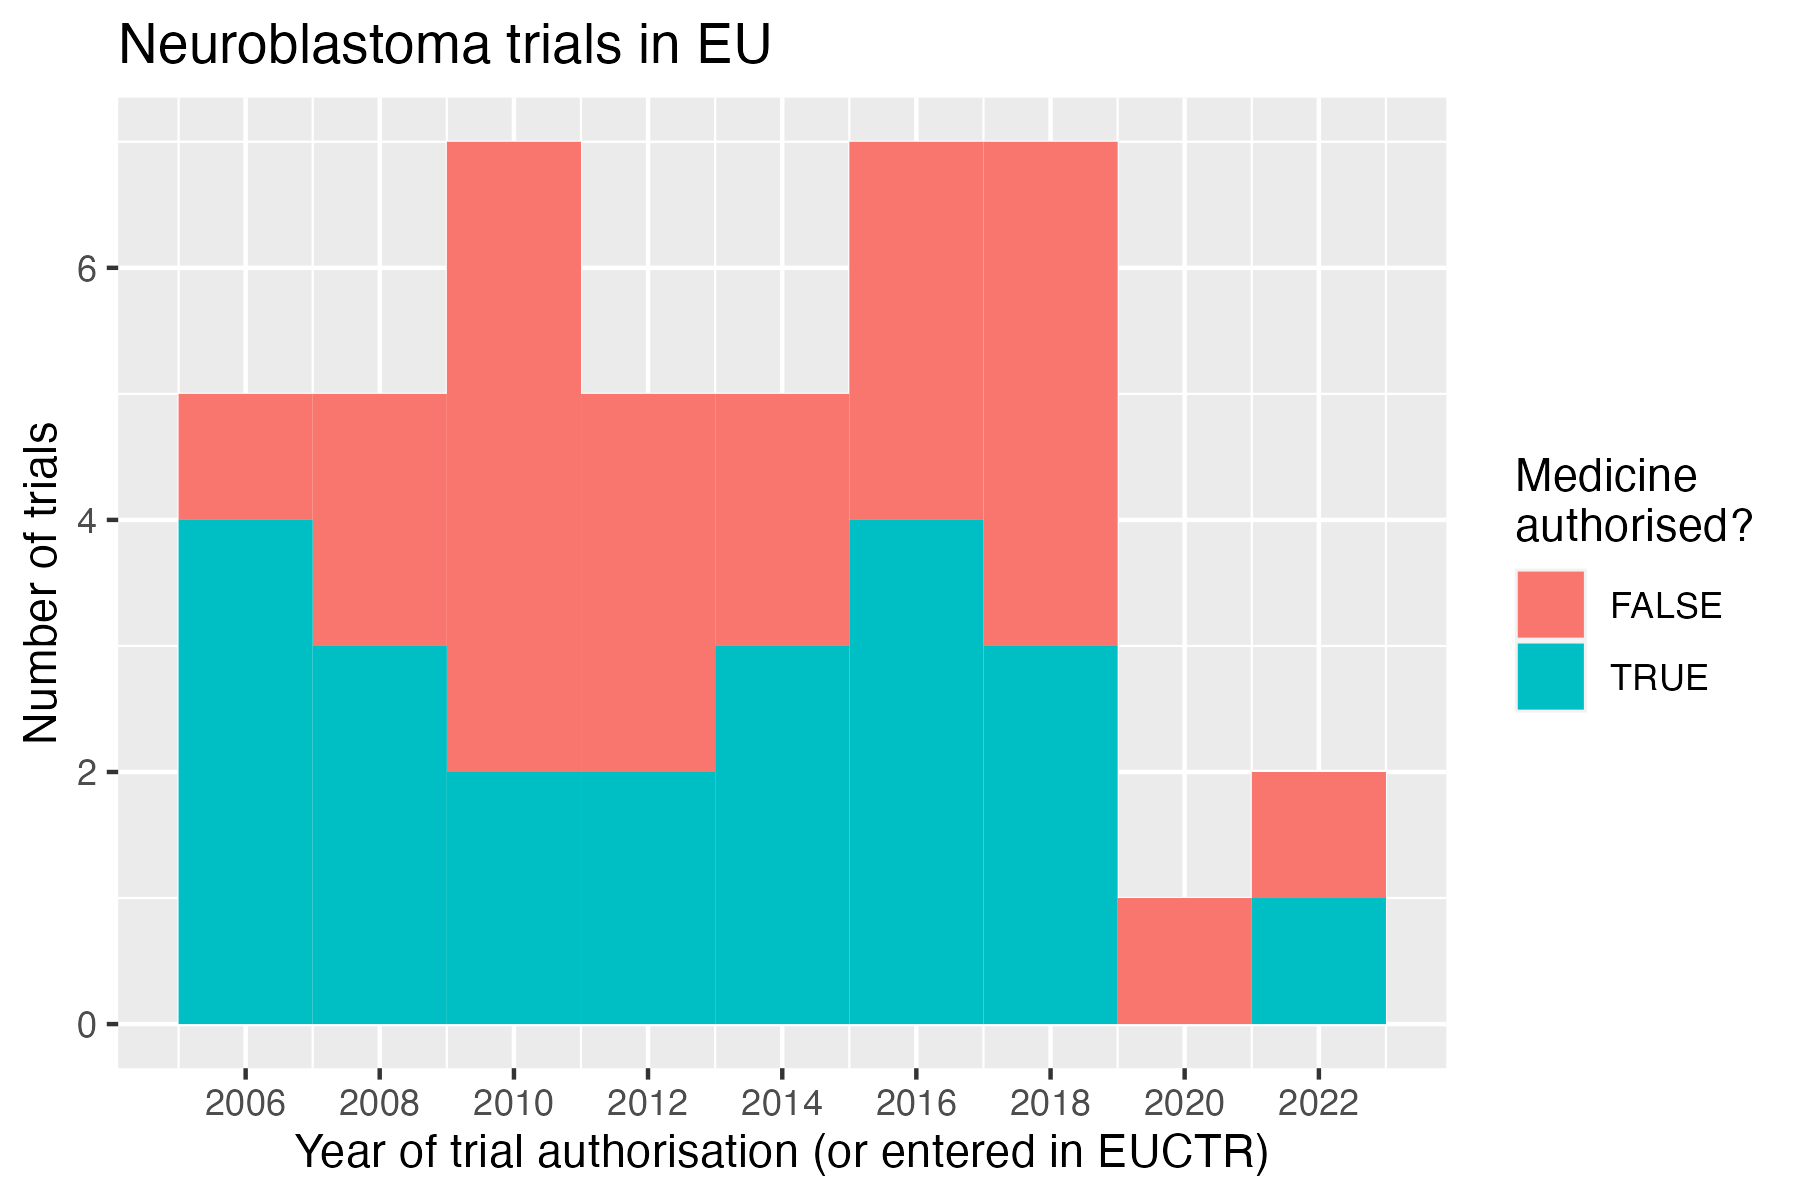 Neuroblastoma trials in EU
Number of trials
6
4
2
0
2006 2008 2010 2012 2014 2016 2018 2020 2022
Year of trial authorisation (or entered in EUCTR)
Medicine
authorised?
FALSE
TRUE